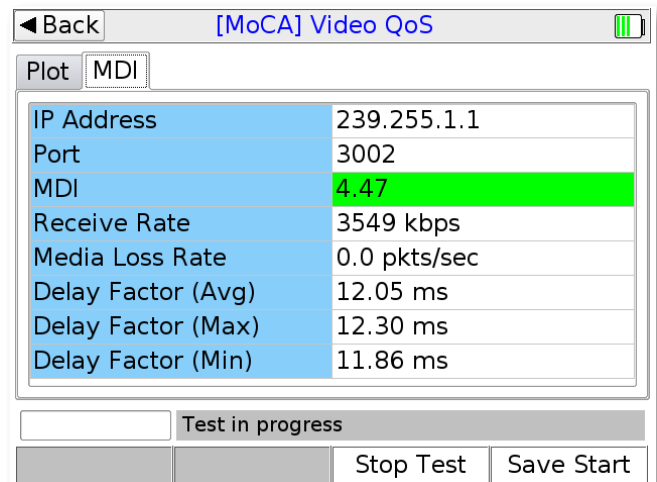 ◀Back [MoCA] Video QoS
Plot MDI
IP Address 239.255.1.1
Port 3002
MDI 4.47
Receive Rate 3549 kbps
Media Loss Rate 0.0 pkts/sec
Delay Factor (Avg) 12.05 ms
Delay Factor (Max) 12.30 ms
Delay Factor (Min) 11.86 ms
Test in progress
Stop Test Save Start